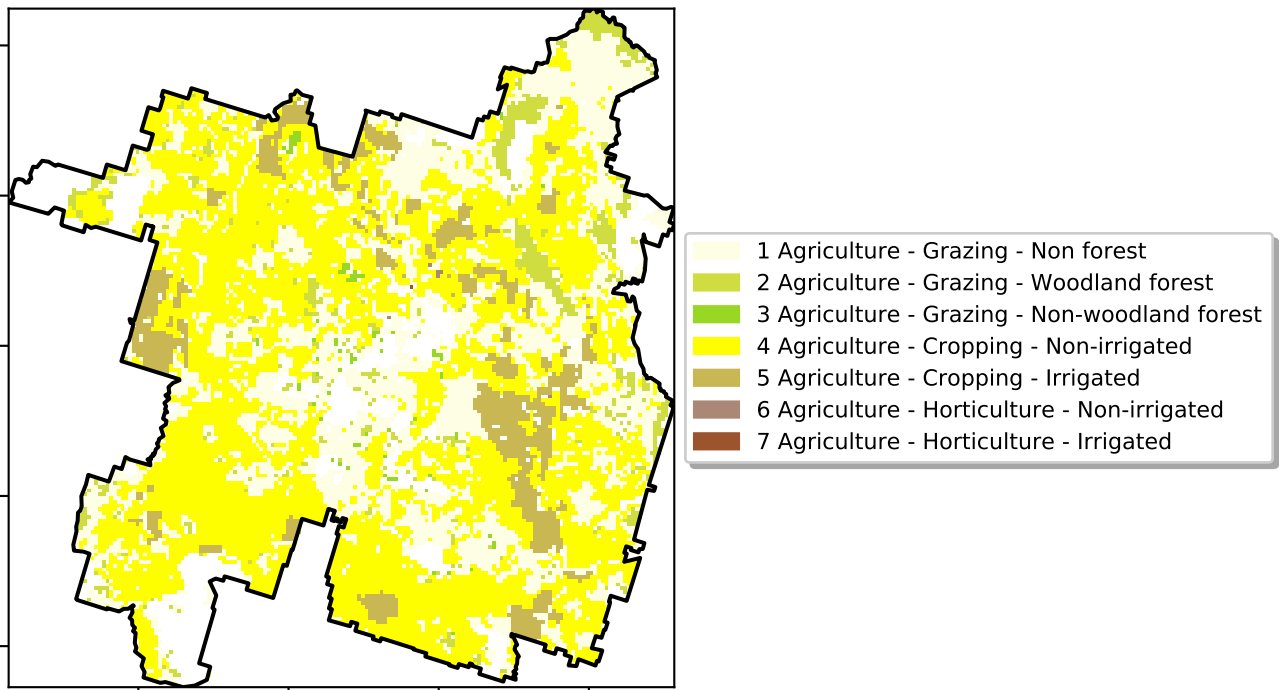 1 Agriculture - Grazing - Non forest
2 Agriculture - Grazing - Woodland forest
3 Agriculture - Grazing - Non-woodland forest
4 Agriculture - Cropping - Non-irrigated
5 Agriculture - Cropping - Irrigated
6 Agriculture - Horticulture - Non-irrigated
7 Agriculture - Horticulture - Irrigated